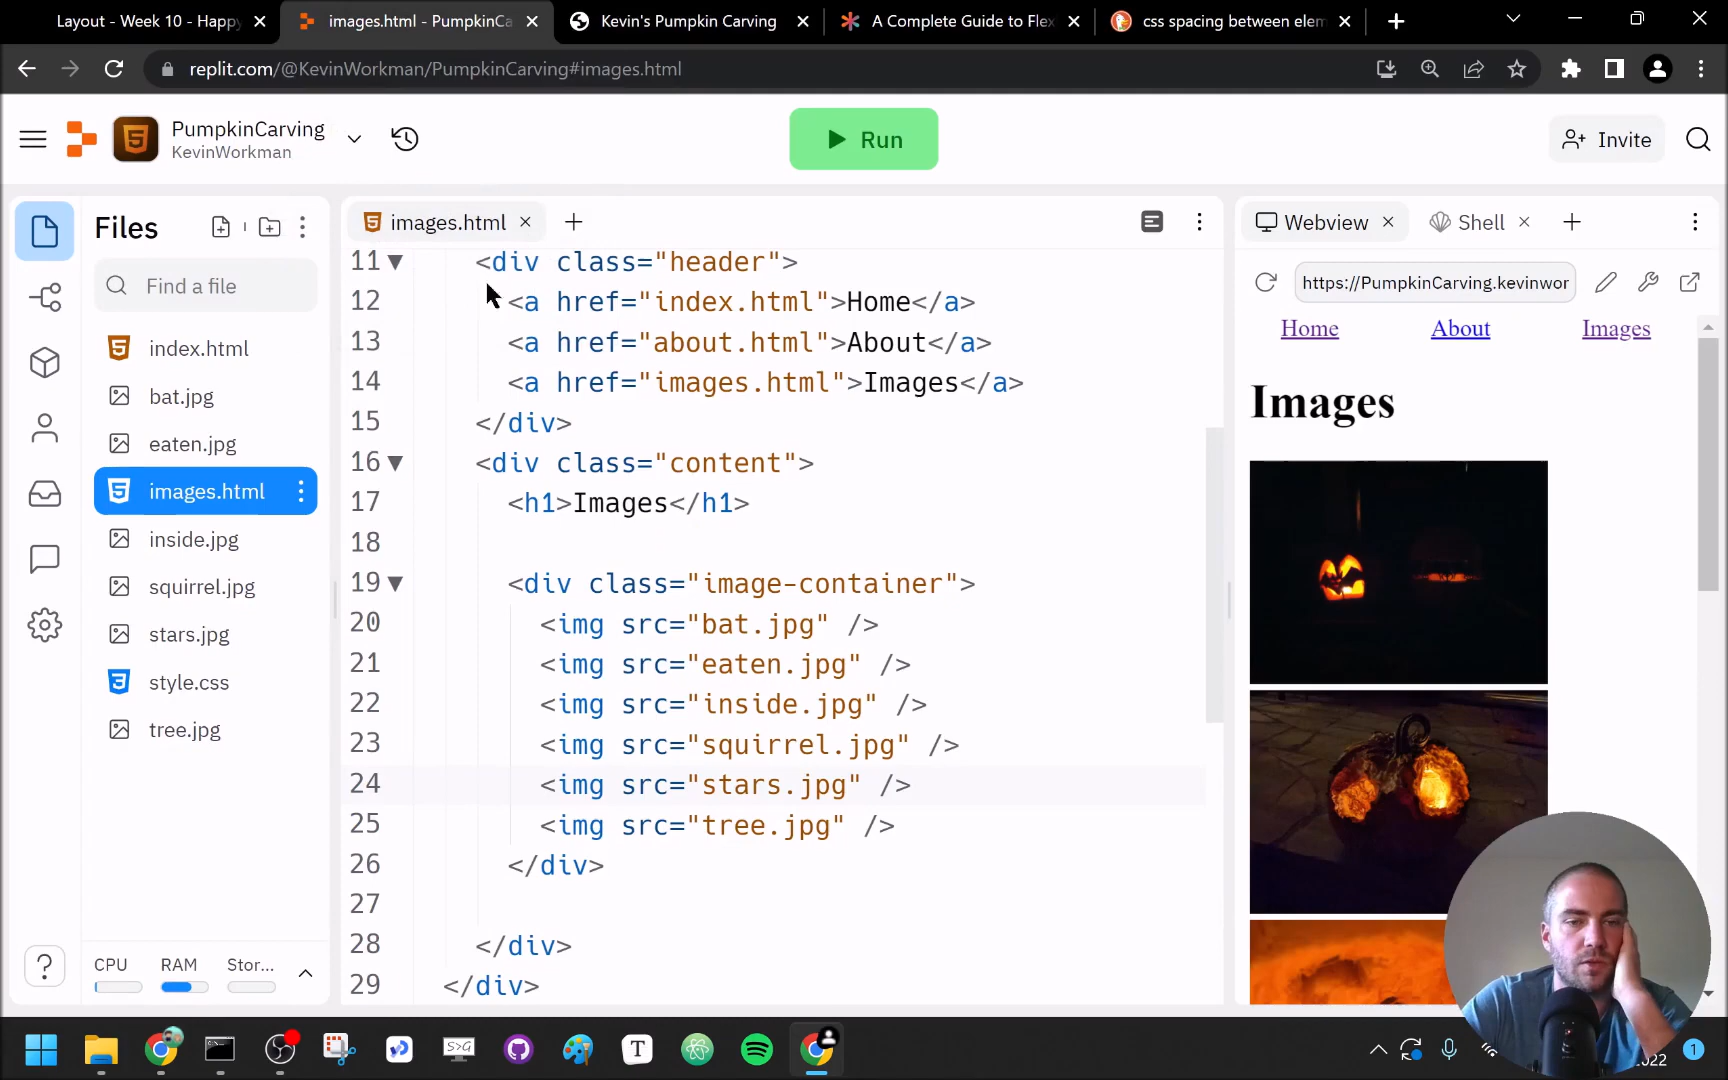 Layout - Week 10 - Happy
images.html - PumpkinCa
Kevin's Pumpkin Carving
A Complete Guide to Flex
css spacing between elem
replit.com/@KevinWorkman/PumpkinCarving#images.html
PumpkinCarving
KevinWorkman
Run
Invite
Files
images.html
Webview
Shell
Find a file
https://PumpkinCarving.kevinwor
index.html
bat.jpg
eaten.jpg
images.html
inside.jpg
squirrel.jpg
stars.jpg
style.css
tree.jpg
CPU RAM Stor...
11 <div class="header">
12 <a href="index.html">Home</a>
13 <a href="about.html">About</a>
14 <a href="images.html">Images</a>
15 </div>
16 <div class="content">
17 <h1>Images</h1>
18
19 <div class="image-container">
20 <img src="bat.jpg" />
21 <img src="eaten.jpg" />
22 <img src="inside.jpg" />
23 <img src="squirrel.jpg" />
24 <img src="stars.jpg" />
25 <img src="tree.jpg" />
26 </div>
27
28 </div>
29 </div>
Home About Images
Images
S>G
T
2022
1